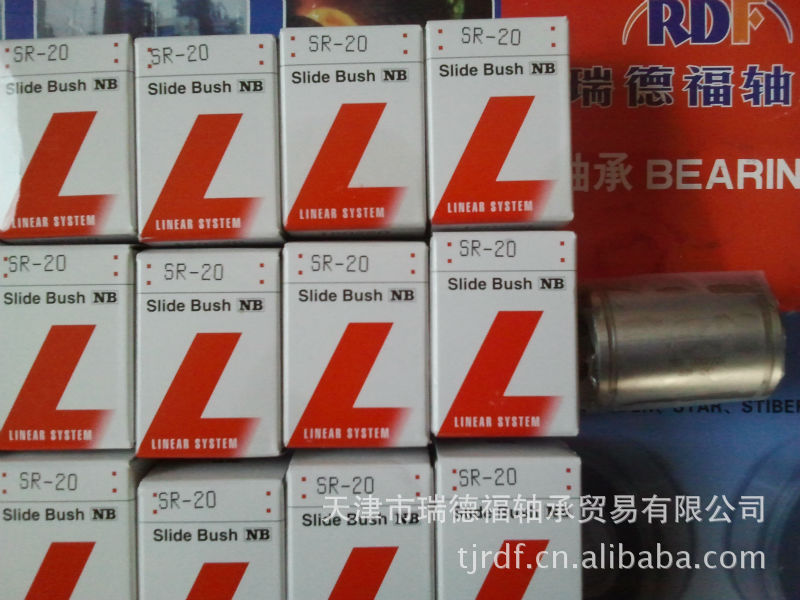 RDF
瑞德福轴
轴承 BEARIN
SR-20
Slide Bush NB
LINEAR SYSTEM
SR-20
Slide Bush NB
LINEAR SYSTEM
SR-20
Slide Bush NB
LINEAR SYSTEM
SR-20
Slide Bush NB
LINEAR SYSTEM
SR-20
Slide Bush NB
LINEAR SYSTEM
SR-20
Slide Bush NB
LINEAR SYSTEM
SR-20
Slide Bush NB
LINEAR SYSTEM
SR-20
Slide Bush NB
LINEAR SYSTEM
STAR、STIBER
SR-20
Slide Bush NB
SR-20
Slide Bush NB
SR-20
Slide Bush NB
SR-20
Slide Bush
天津市瑞德福轴承贸易有限公司
tjrdf.cn.alibaba.com